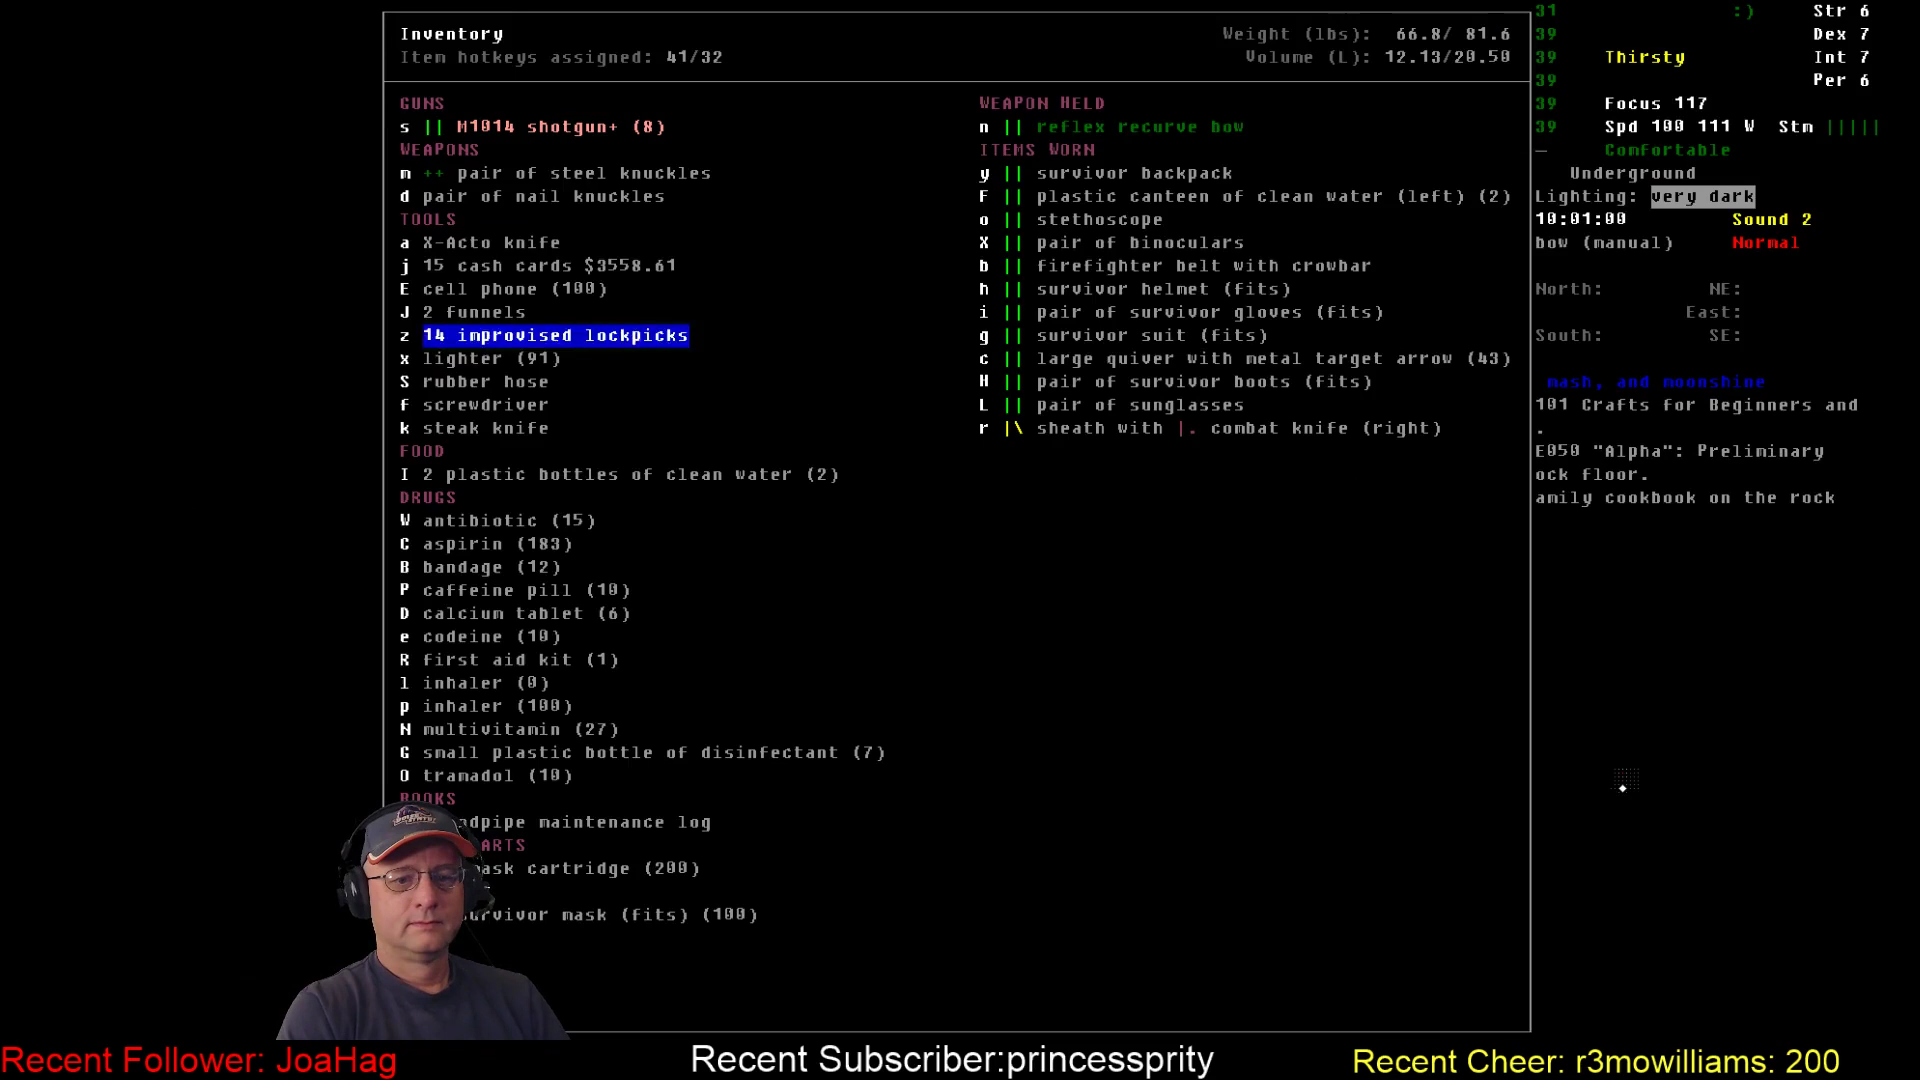 Inventory
Item hotkeys assigned: 41/32
Weight (lbs): 66.8/ 81.6
Volume (L): 12.13/20.50
GUNS
s || M1014 shotgun+ (8)
WEAPONS
m ++ pair of steel knuckles
d pair of nail knuckles
TOOLS
a X-Acto knife
j 15 cash cards $3558.61
E cell phone (100)
J 2 funnels
z 14 improvised lockpicks
x lighter (91)
S rubber hose
f screwdriver
k steak knife
FOOD
I 2 plastic bottles of clean water (2)
DRUGS
W antibiotic (15)
C aspirin (183)
B bandage (12)
P caffeine pill (10)
D calcium tablet (6)
e codeine (10)
R first aid kit (1)
l inhaler (0)
p inhaler (100)
N multivitamin (27)
G small plastic bottle of disinfectant (7)
O tramadol (10)
BOOKS
dpipe maintenance log
ARTS
ask cartridge (200)
urvivor mask (fits) (100)
WEAPON HELD
n || reflex recurve bow
ITEMS WORN
y || survivor backpack
F || plastic canteen of clean water (left) (2)
o || stethoscope
X || pair of binoculars
b || firefighter belt with crowbar
h || survivor helmet (fits)
i || pair of survivor gloves (fits)
g || survivor suit (fits)
c || large quiver with metal target arrow (43)
H || pair of survivor boots (fits)
L || pair of sunglasses
r |\ sheath with |. combat knife (right)
31 :) Str 6
39 Dex 7
39 Thirsty Int 7
39 Per 6
39 Focus 117
39 Spd 100 111 W Stm |||||
— Comfortable
Underground
Lighting: very dark
10:01:00 Sound 2
bow (manual) Normal
North: NE:
East:
South: SE:
mash, and moonshine
101 Crafts for Beginners and
.
E050 "Alpha": Preliminary
ock floor.
amily cookbook on the rock
Recent Follower: JoaHag
Recent Subscriber:princessprity
Recent Cheer: r3mowilliams: 200